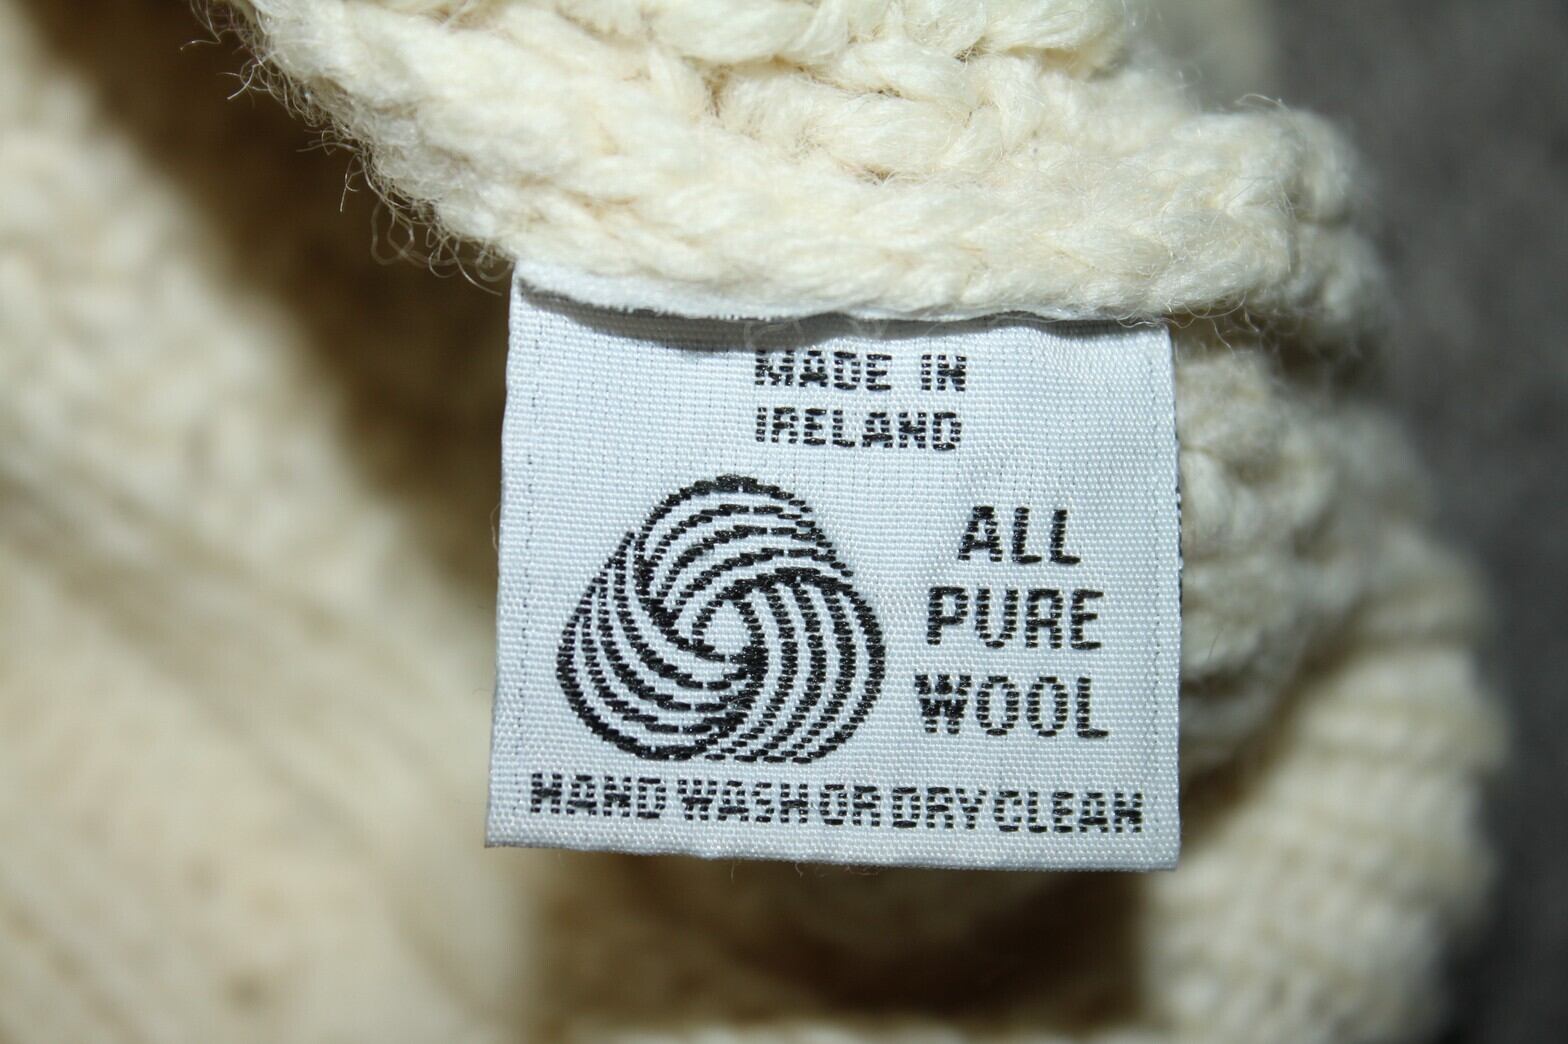 MADE IN
IRELAND
ALL
PURE
WOOL
HAND WASH OR DRY CLEAN